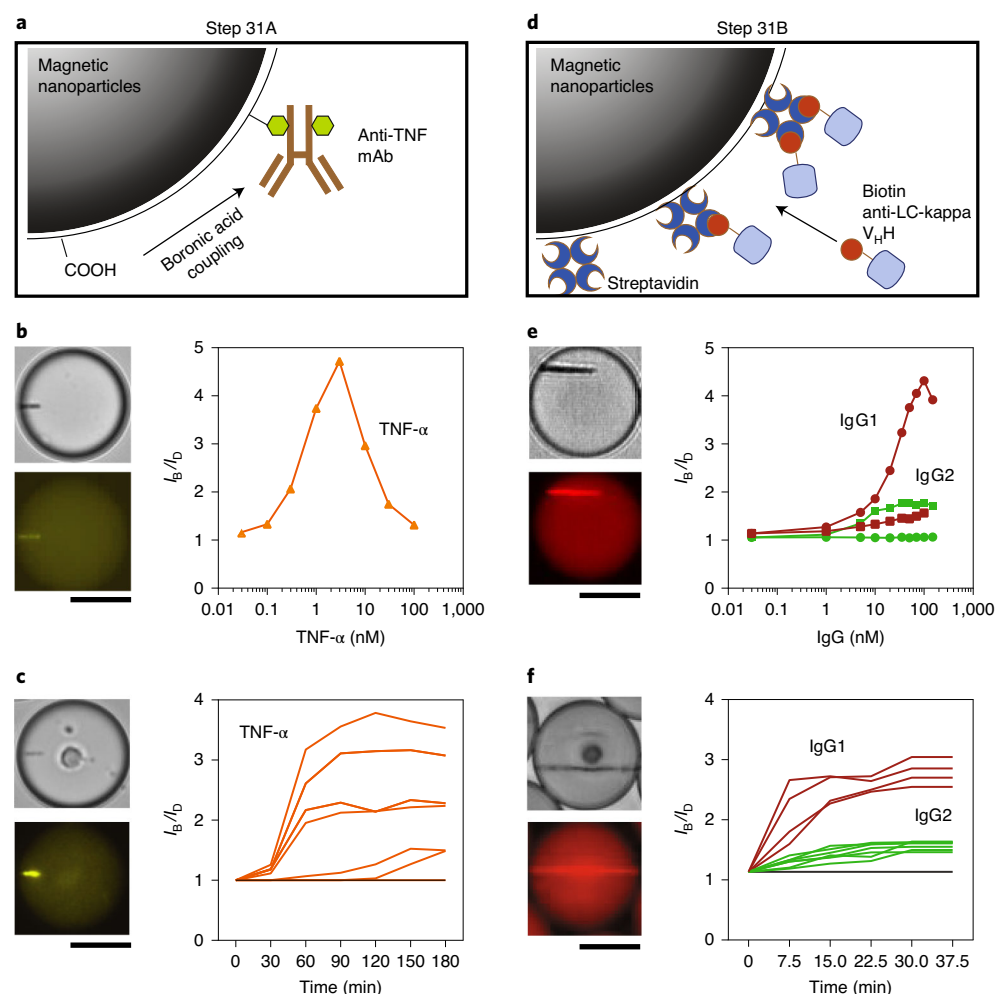 a
Step 31A
Magnetic
nanoparticles
Anti-TNF
mAb
Boronic acid
coupling
COOH
d
Step 31B
Magnetic
nanoparticles
Biotin
anti-LC-kappa
VHH
Streptavidin
b
5
4
3
2
1
0
IB/ID
TNF-α
0.01 0.1 1 10 100 1,000
TNF-α (nM)
e
5
4
3
2
1
0
IB/ID
IgG1
IgG2
0.01 0.1 1 10 100 1,000
IgG (nM)
c
4
3
2
1
0
IB/ID
TNF-α
0 30 60 90 120 150 180
Time (min)
f
4
3
2
1
0
IB/ID
IgG1
IgG2
0 7.5 15.0 22.5 30.0 37.5
Time (min)